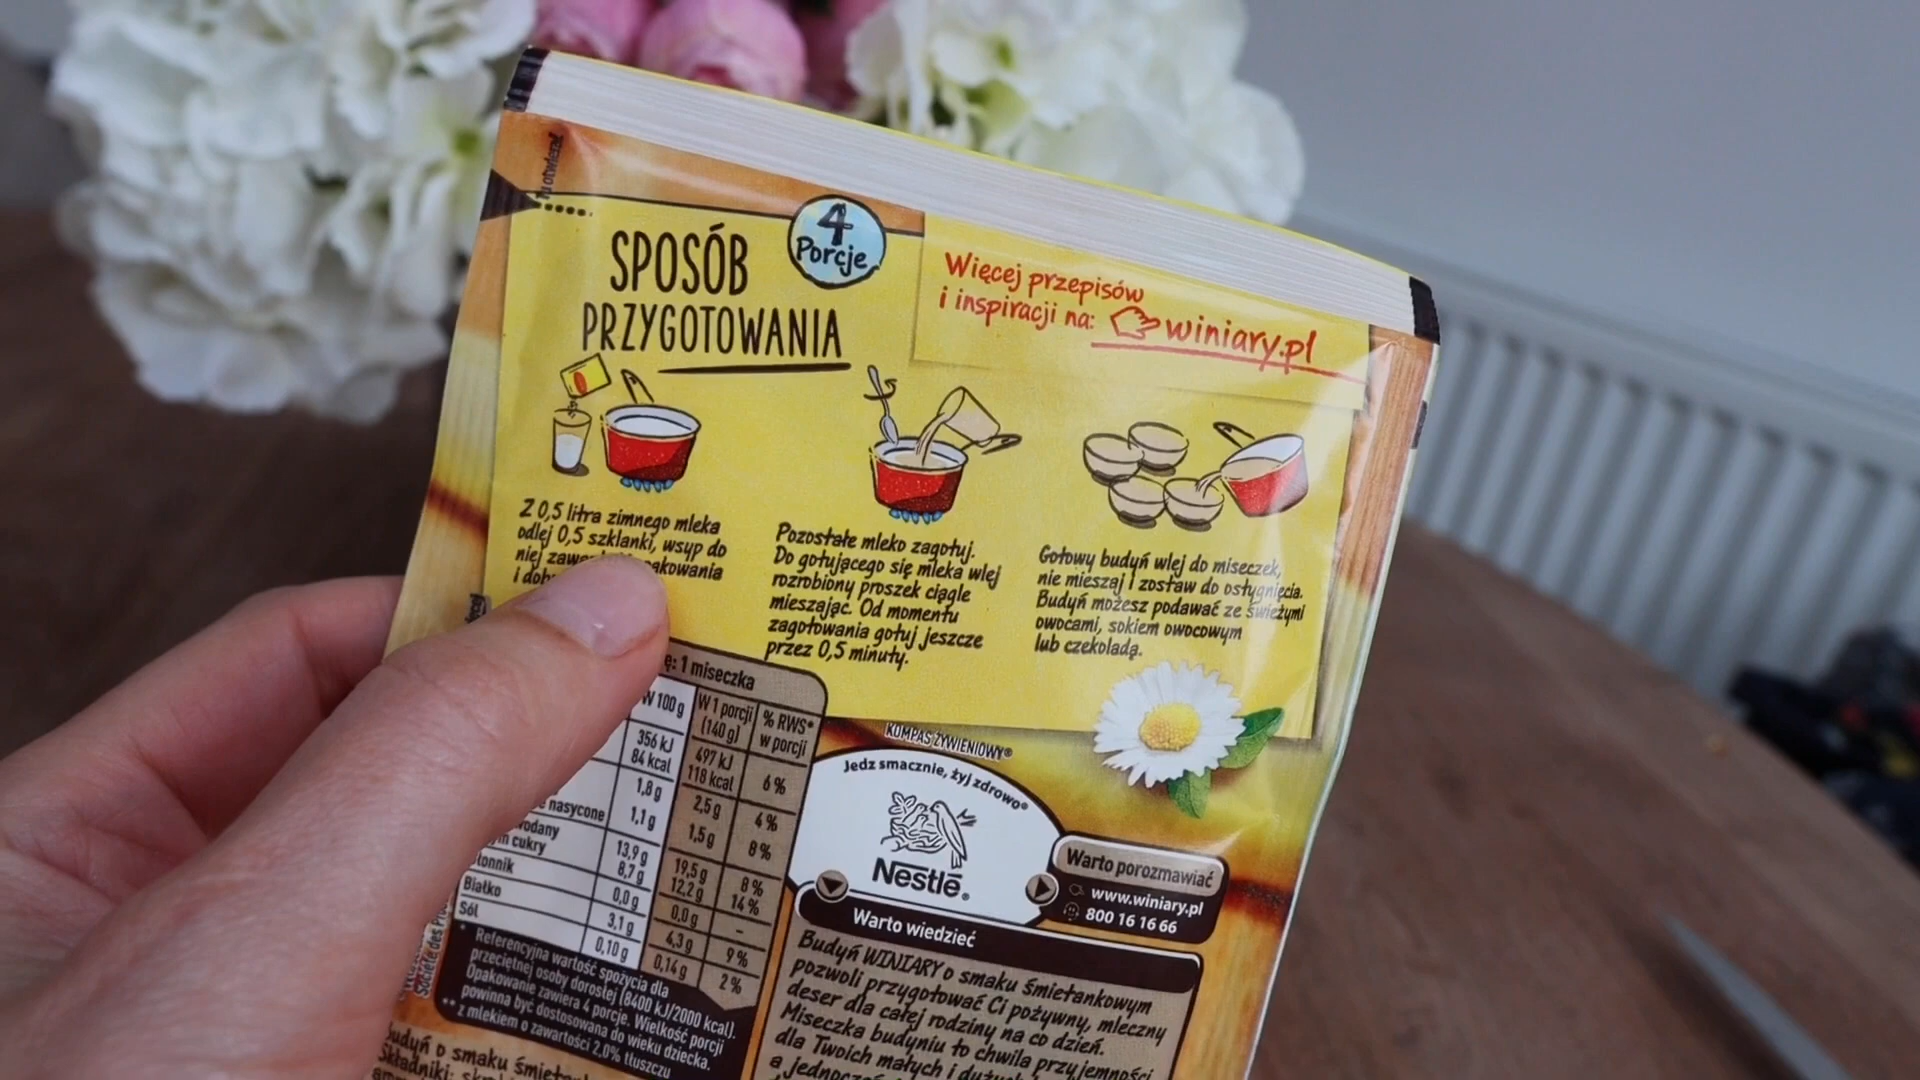 Tu otwierać
4
Porcje
SPOSÓB
PRZYGOTOWANIA
Więcej przepisów
i inspiracji na: winiary.pl
Z 0,5 litra zimnego mleka
odlej 0,5 szklanki, wsyp do
niej
i
Pozostałe mleko zagotuj.
Do gotującego się mleka wlej
rozrobiony proszek ciągle
mieszając. Od momentu
zagotowania gotuj jeszcze
przez 0,5 minuty.
Gotowy budyń wlej do miseczek,
nie mieszaj i zostaw do ostygnięcia.
Budyń możesz podawać ze świeżymi
owocami, sokiem owocowym
lub czekoladą.
1 miseczka
W 100 g W 1 porcji (140 g) % RWS* w porcji
356 kJ 497 kJ
84 kcal 118 kcal 6 %
1,8 g 2,5 g 4 %
nasycone 1,1 g 1,5 g 8 %
13,9 g 19,5 g 8 %
cukry 8,7 g 12,2 g 14 %
0,0 g 0,0 g -
Białko 3,1 g 4,3 g 9 %
Sól 0,10 g 0,14 g 2 %
* Referencyjna wartość spożycia dla
przeciętnej osoby dorosłej (8400 kJ/2000 kcal).
Opakowanie zawiera 4 porcje. Wielkość porcji
powinna być dostosowana do wieku dziecka.
** z mlekiem o zawartości 2,0% tłuszczu
KOMPAS ŻYWIENIOWY®
Jedz smacznie, żyj zdrowo®
Nestlé®
Warto porozmawiać
www.winiary.pl
800 16 16 66
Warto wiedzieć
Budyń WINIARY o smaku śmietankowym
pozwoli przygotować Ci pożywny, mleczny
deser dla całej rodziny na co dzień.
Miseczka budyniu to chwila przyjemności
dla Twoich małych i
a
Budyń o smaku
Składniki: